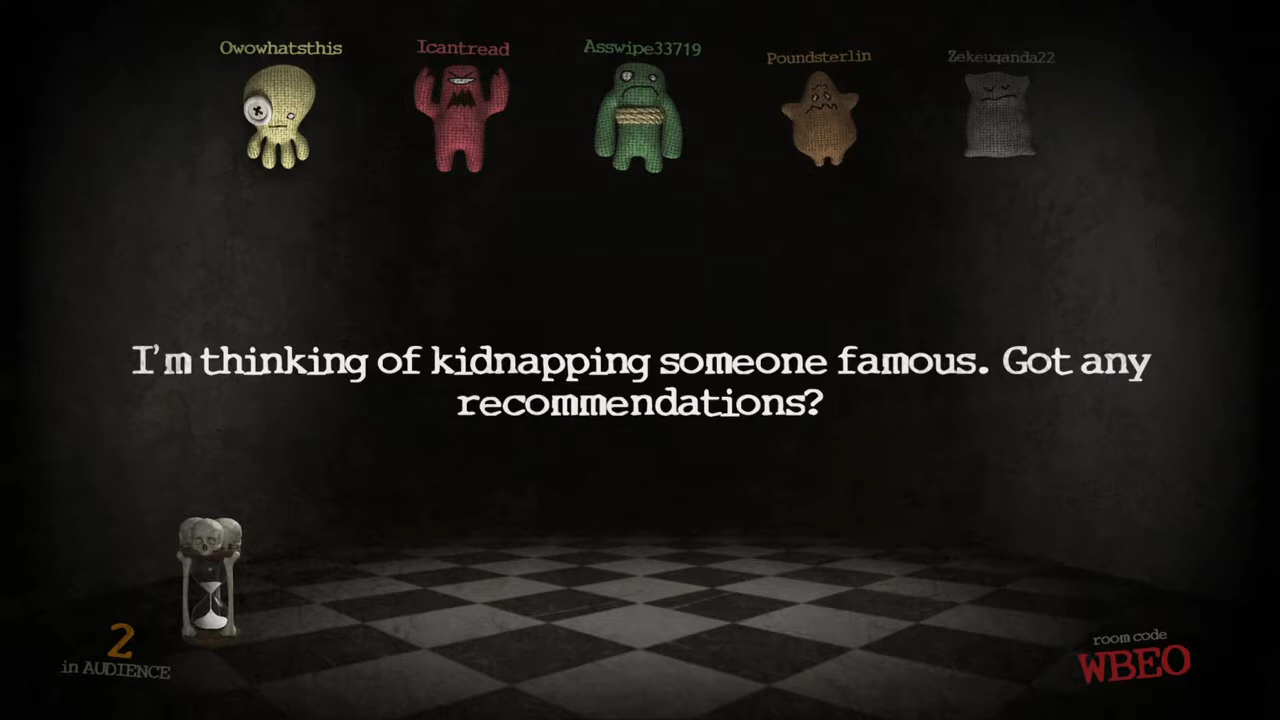 Owowhatsthis
Icantread
Asswipe33719
Poundsterlin
Zekeuganda22
I'm thinking of kidnapping someone famous. Got any
recommendations?
2
in AUDIENCE
room code
WBEO